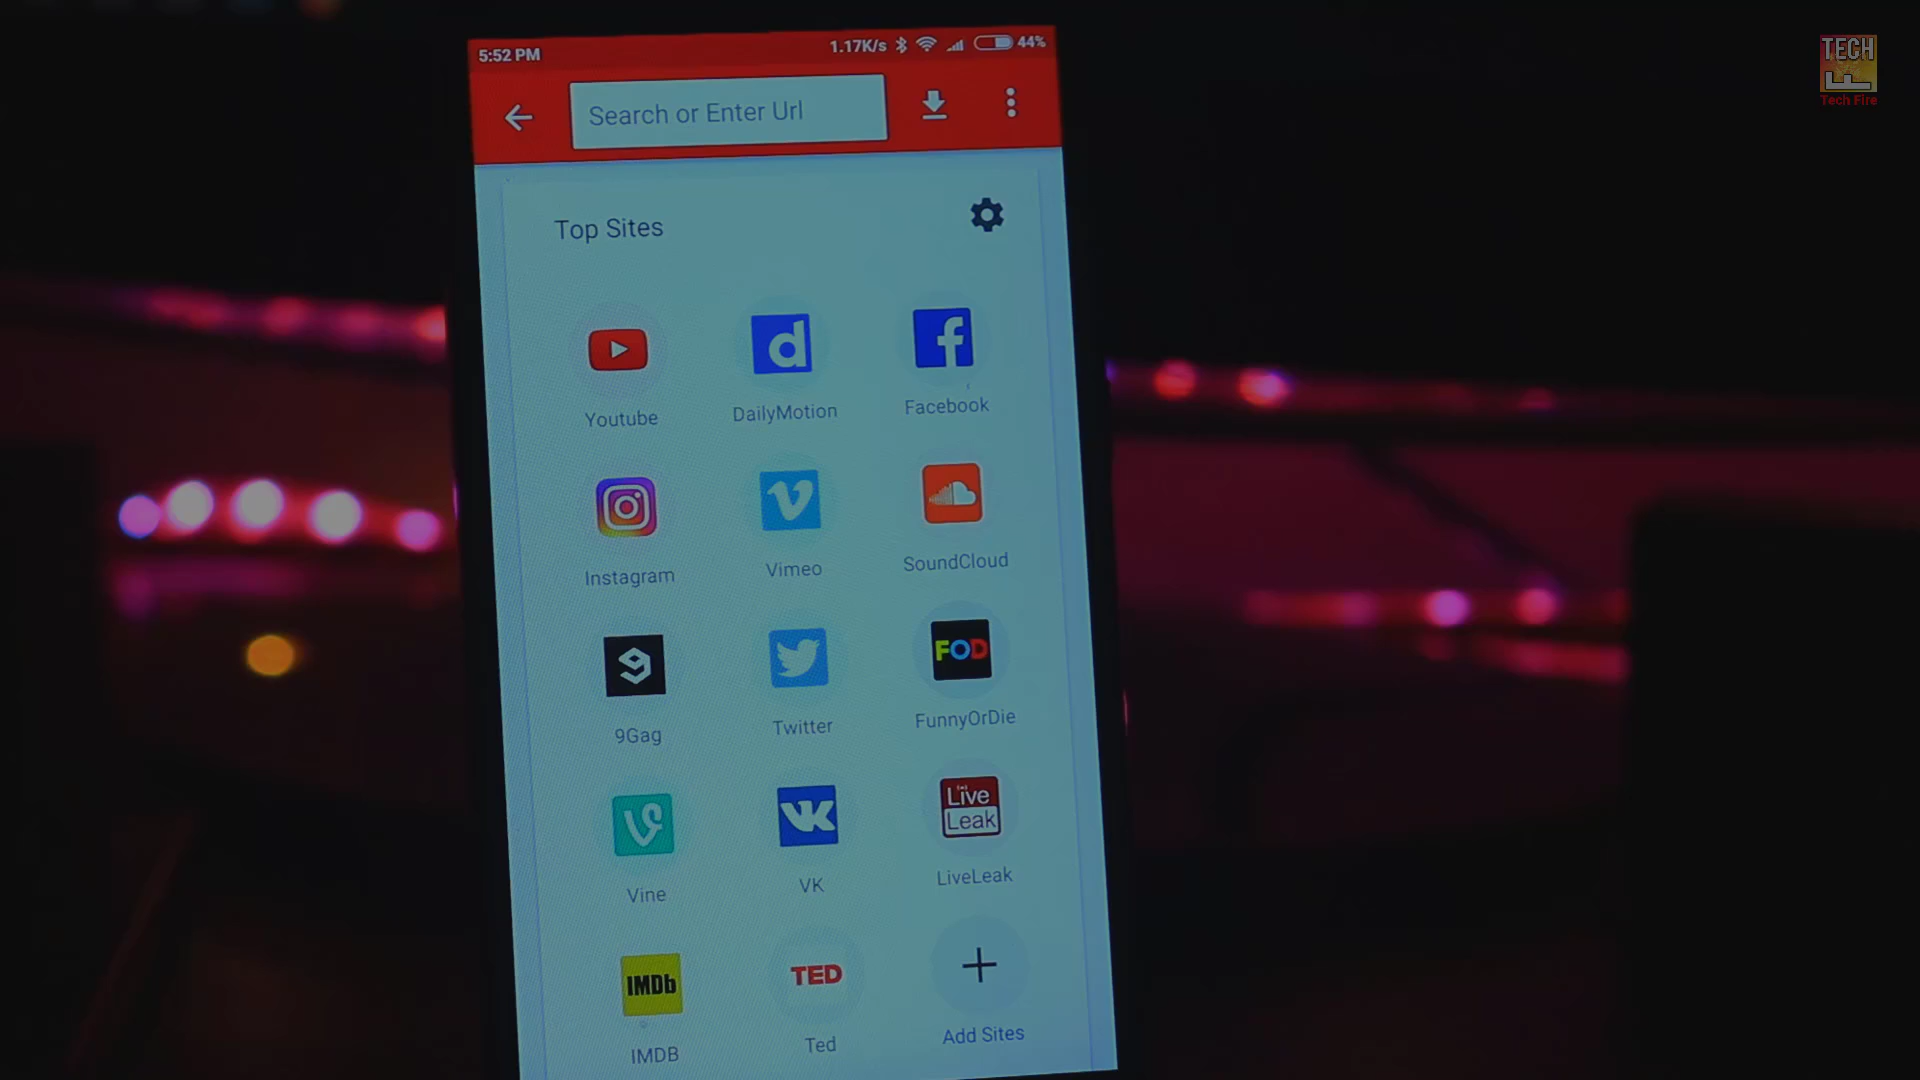 5:52 PM 1.17K/s 44%
TECH
Tech Fire
Search or Enter Url
Top Sites
Youtube
DailyMotion
Facebook
Instagram
Vimeo
SoundCloud
9Gag
Twitter
FOD
FunnyOrDie
Vine
VK
Live
Leak
LiveLeak
IMDb
IMDB
TED
Ted
Add Sites